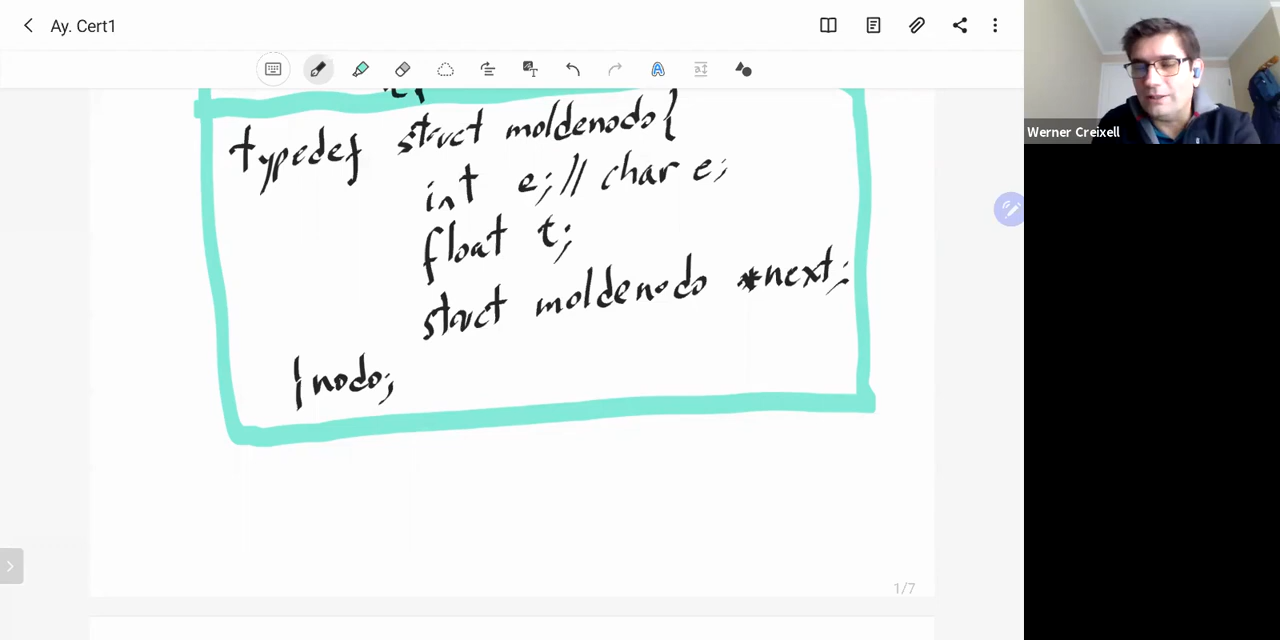 Ay. Cert1
Werner Creixell
typedef struct moldenodo{
int e; // char e;
float t;
struct moldenodo *next;
}nodo;
1/7